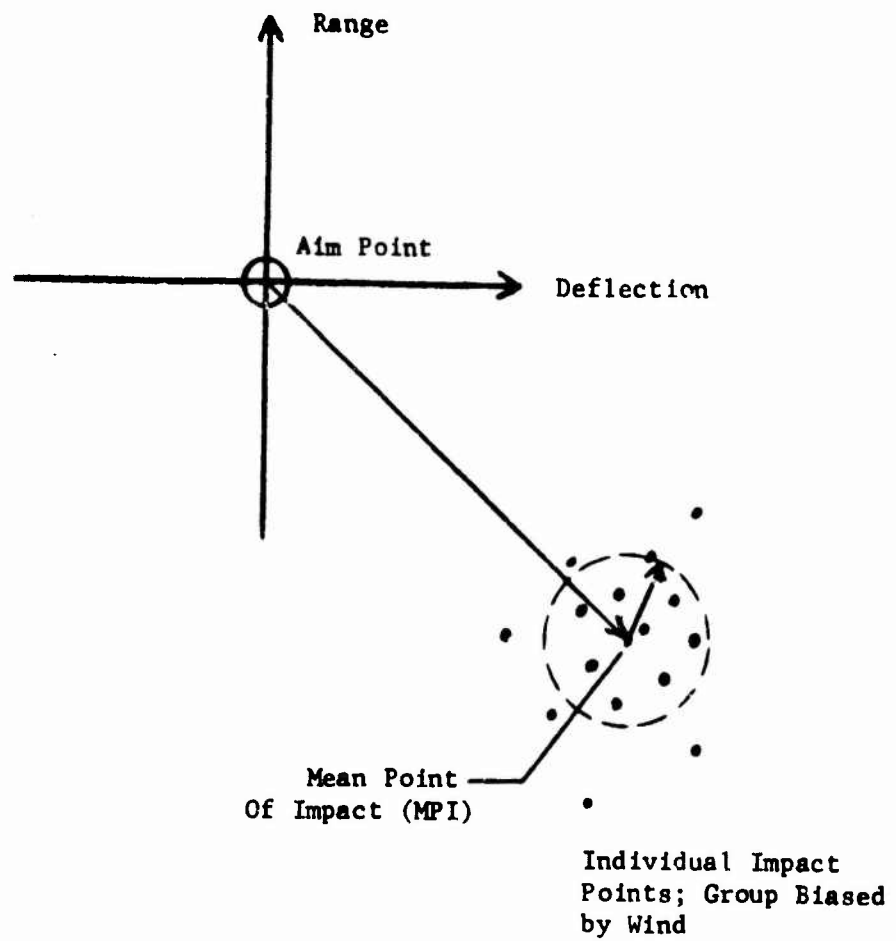 Range
Aim Point
Deflection
Mean Point
Of Impact (MPI)
Individual Impact
Points; Group Biased
by Wind